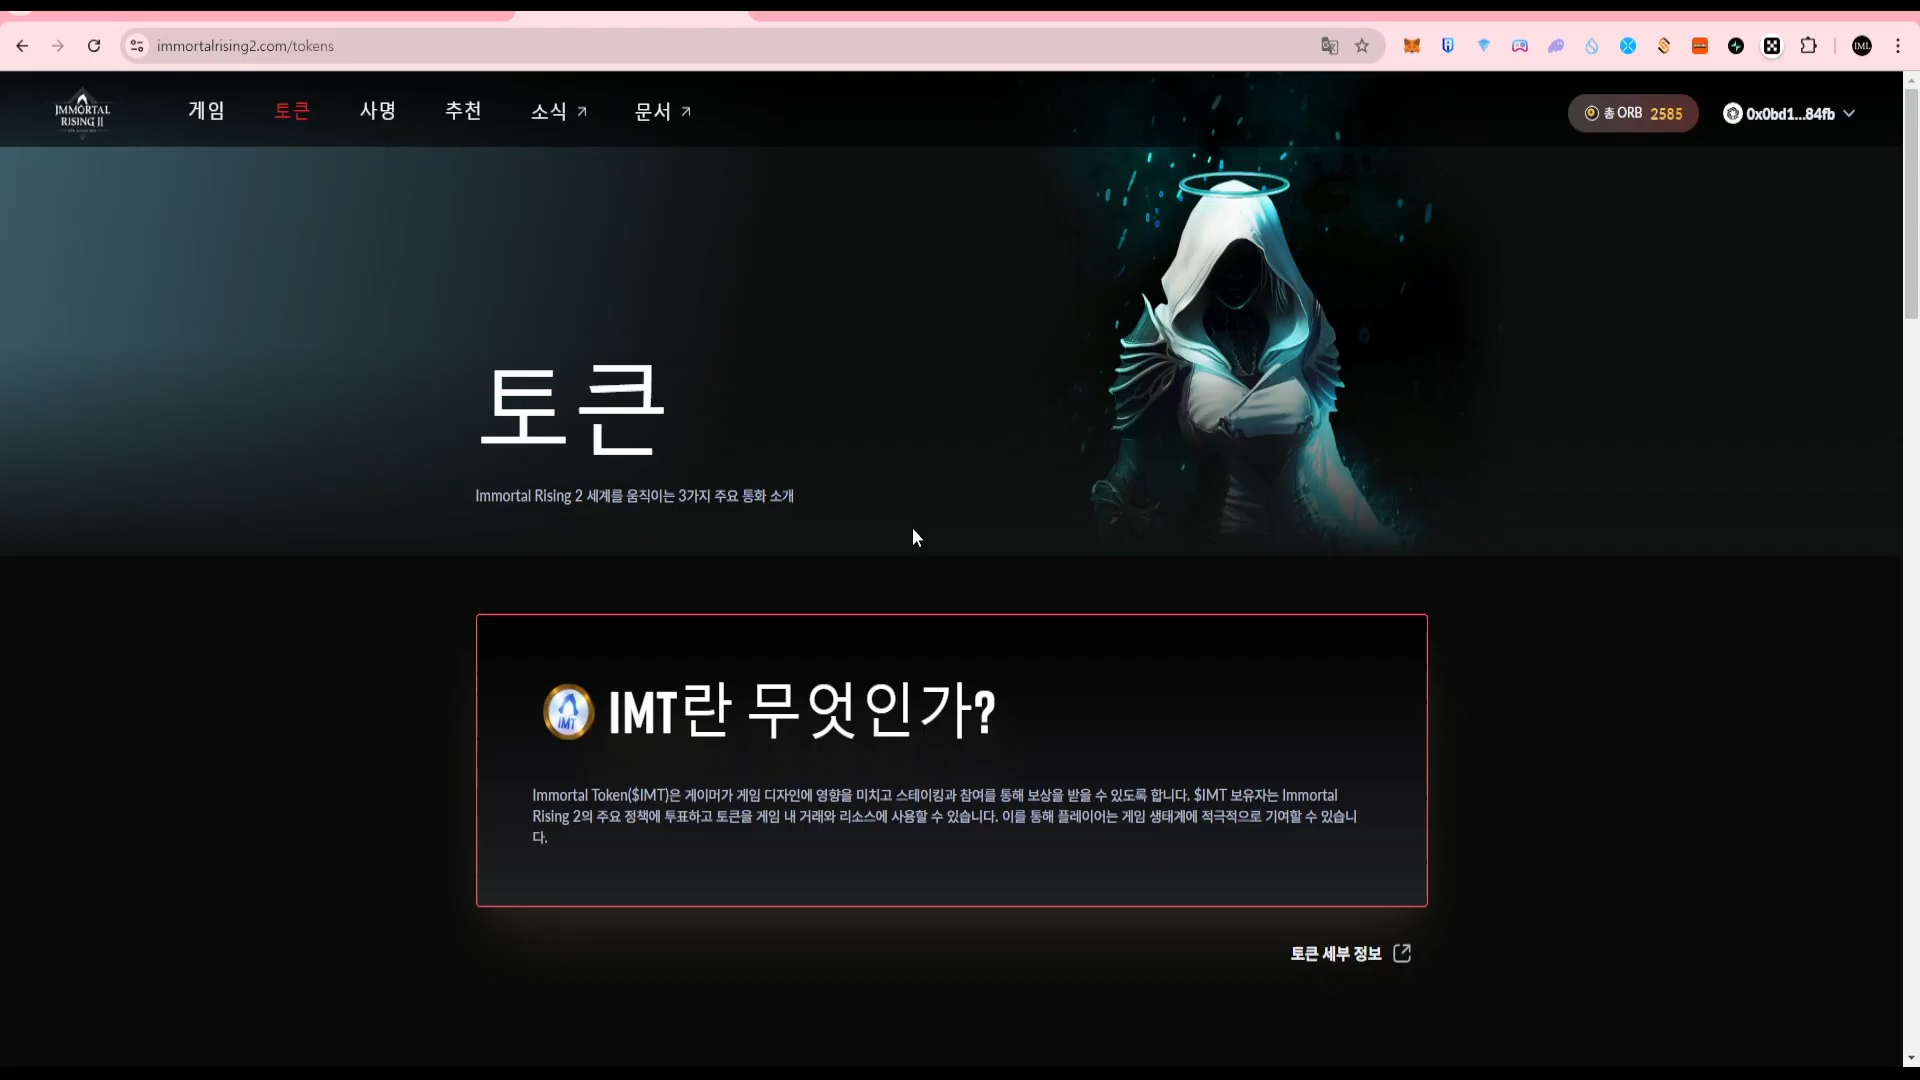 immortalrising2.com/tokens
IML
IMMORTAL
RISING II
게임
토큰
사명
추천
소식
문서
총 ORB 2585
0x0bd1...84fb
토큰
Immortal Rising 2 세계를 움직이는 3가지 주요 통화 소개
IMT
IMT란 무엇인가?
Immortal Token($IMT)은 게이머가 게임 디자인에 영향을 미치고 스테이킹과 참여를 통해 보상을 받을 수 있도록 합니다. $IMT 보유자는 Immortal
Rising 2의 주요 정책에 투표하고 토큰을 게임 내 거래와 리소스에 사용할 수 있습니다. 이를 통해 플레이어는 게임 생태계에 적극적으로 기여할 수 있습니
다.
토큰 세부 정보